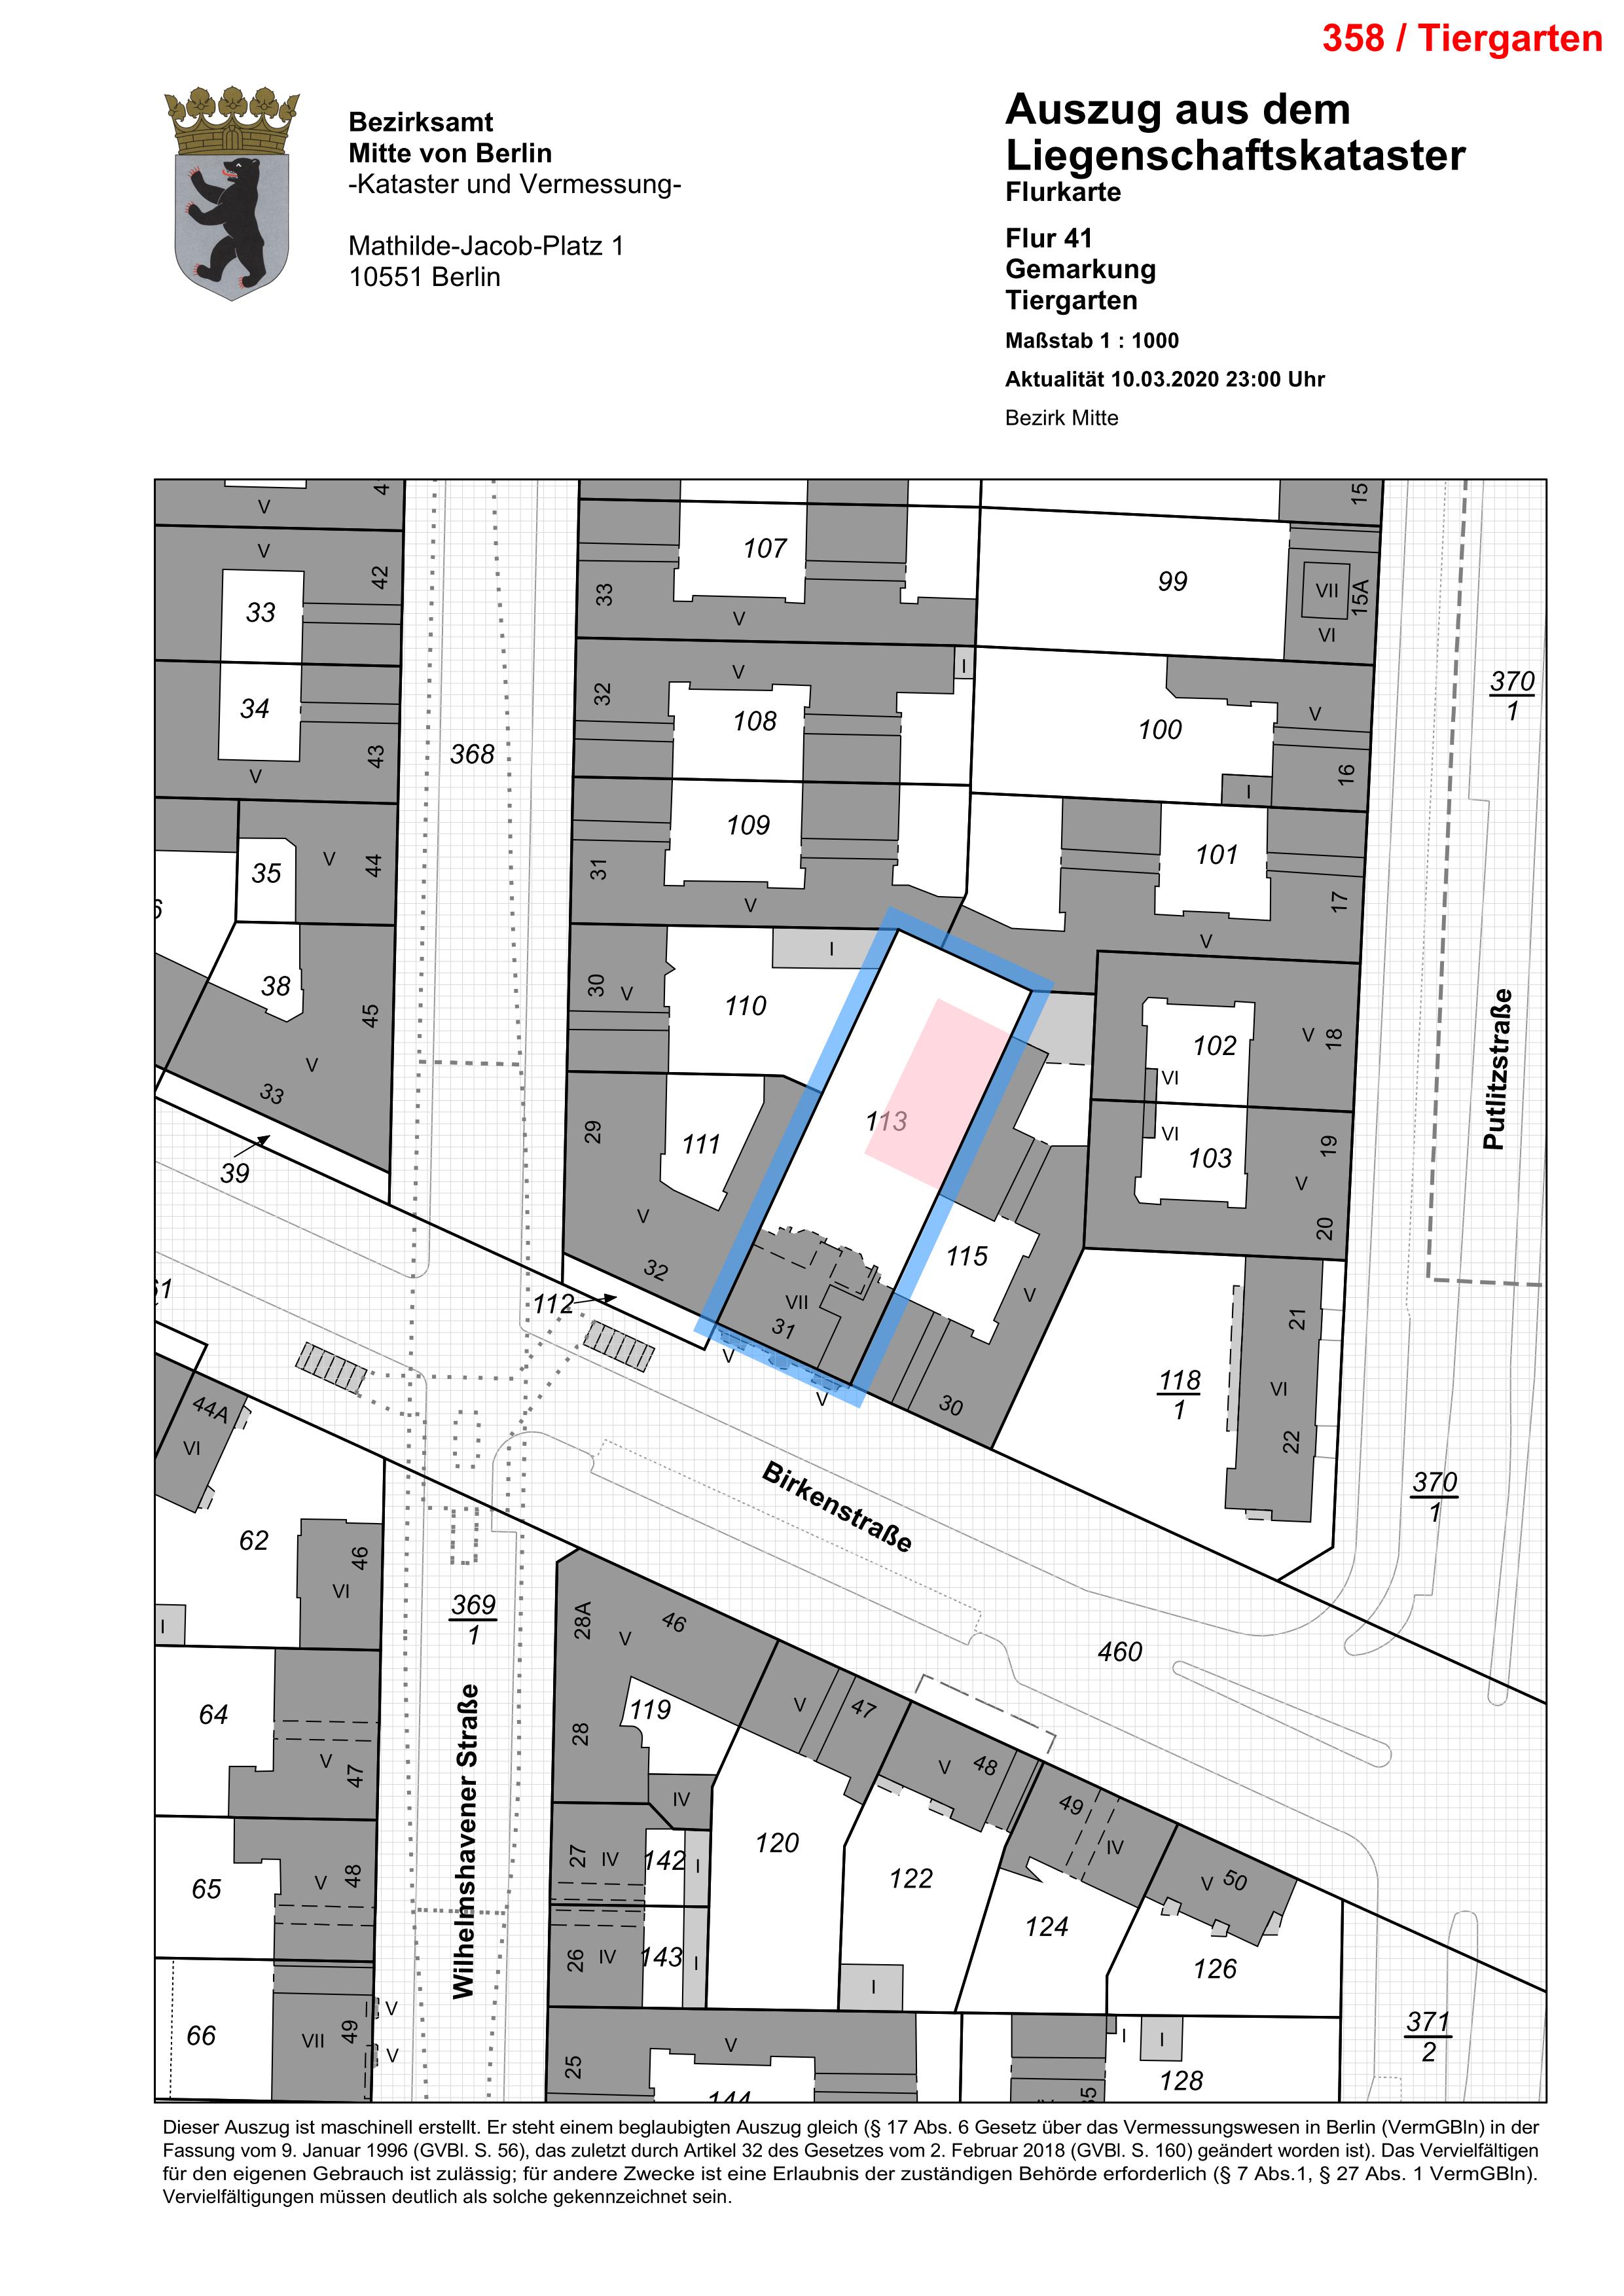 358 / Tiergarten
Bezirksamt
Mitte von Berlin
-Kataster und Vermessung-
Mathilde-Jacob-Platz 1
10551 Berlin
Auszug aus dem
Liegenschaftskataster
Flurkarte
Flur 41
Gemarkung
Tiergarten
Maßstab 1 : 1000
Aktualität 10.03.2020 23:00 Uhr
Bezirk Mitte
4
V
15
V
42
107
99
VII
15A
33
33
V
VI
V
I
32
370
1
34
108
100
V
368
43
V
16
I
109
101
V
44
35
31
17
V
V
I
38
30
V
110
102
V
18
45
V
VI
33
113
Putlitzstraße
29
111
VI
103
19
39
V
V
20
115
32
V
112
VII
31
21
V
V
118
1
VI
30
44A
VI
22
Birkenstraße
370
1
62
46
VI
369
1
28A
V
46
I
460
64
119
V
47
28
V
48
V
47
IV
49
120
IV
65
V
48
27
IV
142
I
122
V
50
124
26
IV
143
I
126
I
Wilhelmshavener Straße
V
66
VII
49
V
V
I
I
371
2
25
128
144
Dieser Auszug ist maschinell erstellt. Er steht einem beglaubigten Auszug gleich (§ 17 Abs. 6 Gesetz über das Vermessungswesen in Berlin (VermGBln) in der
Fassung vom 9. Januar 1996 (GVBl. S. 56), das zuletzt durch Artikel 32 des Gesetzes vom 2. Februar 2018 (GVBl. S. 160) geändert worden ist). Das Vervielfältigen
für den eigenen Gebrauch ist zulässig; für andere Zwecke ist eine Erlaubnis der zuständigen Behörde erforderlich (§ 7 Abs.1, § 27 Abs. 1 VermGBln).
Vervielfältigungen müssen deutlich als solche gekennzeichnet sein.